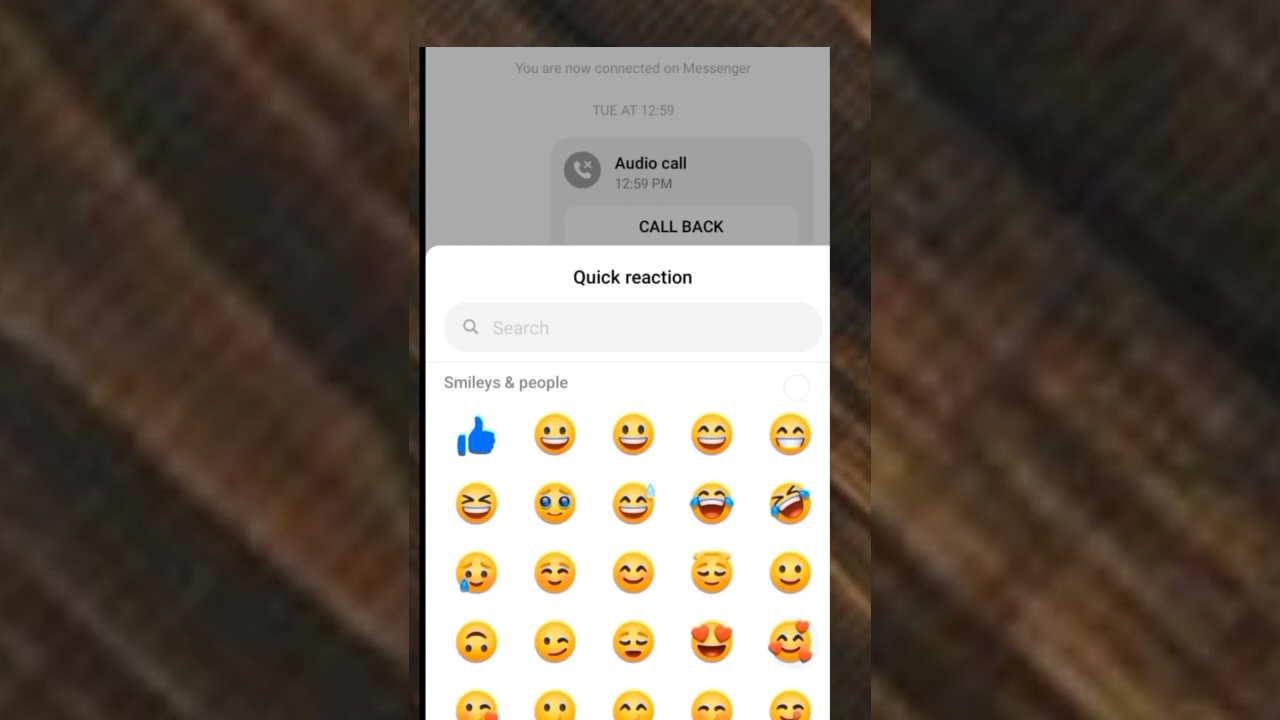 You are now connected on Messenger
TUE AT 12:59
Audio call
12:59 PM
CALL BACK
Quick reaction
Search
Smileys & people